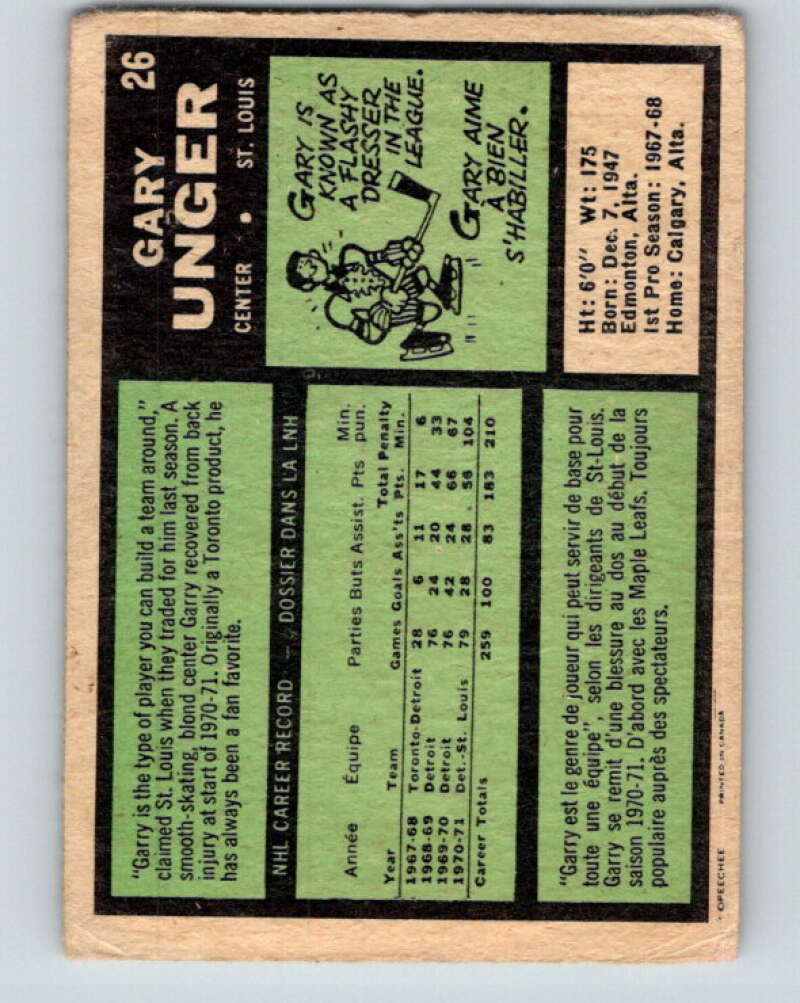 GARY 26
UNGER
CENTER • ST. LOUIS
"Garry is the type of player you can build a team around,"
claimed St. Louis when they traded for him last season. A
smooth-skating, blond center Garry recovered from back
injury at start of 1970-71. Originally a Toronto product, he
has always been a fan favorite.
GARY IS
KNOWN AS
A FLASHY
DRESSER
IN THE
LEAGUE.
GARY AIME
A BIEN
S'HABILLER.
NHL CAREER RECORD — DOSSIER DANS LA LNH
Année Équipe Parties Buts Assist. Pts Min. pun.
Year Team Games Goals Ass'ts Pts. Total Penalty Min.
1967-68 Toronto-Detroit 28 6 11 17 6
1968-69 Detroit 76 24 20 44 33
1969-70 Detroit 76 42 24 66 67
1970-71 Det.-St. Louis 79 28 28 56 104
Career Totals 259 100 83 183 210
Ht: 6'0" Wt: 175
Born: Dec. 7, 1947
Edmonton, Alta.
1st Pro Season: 1967-68
Home: Calgary, Alta.
"Garry est le genre de joueur qui peut servir de base pour
toute une équipe", selon les dirigeants de St-Louis.
Garry se remit d'une blessure au dos au début de la
saison 1970-71. D'abord avec les Maple Leafs. Toujours
populaire auprès des spectateurs.
OPEECHEE PRINTED IN CANADA